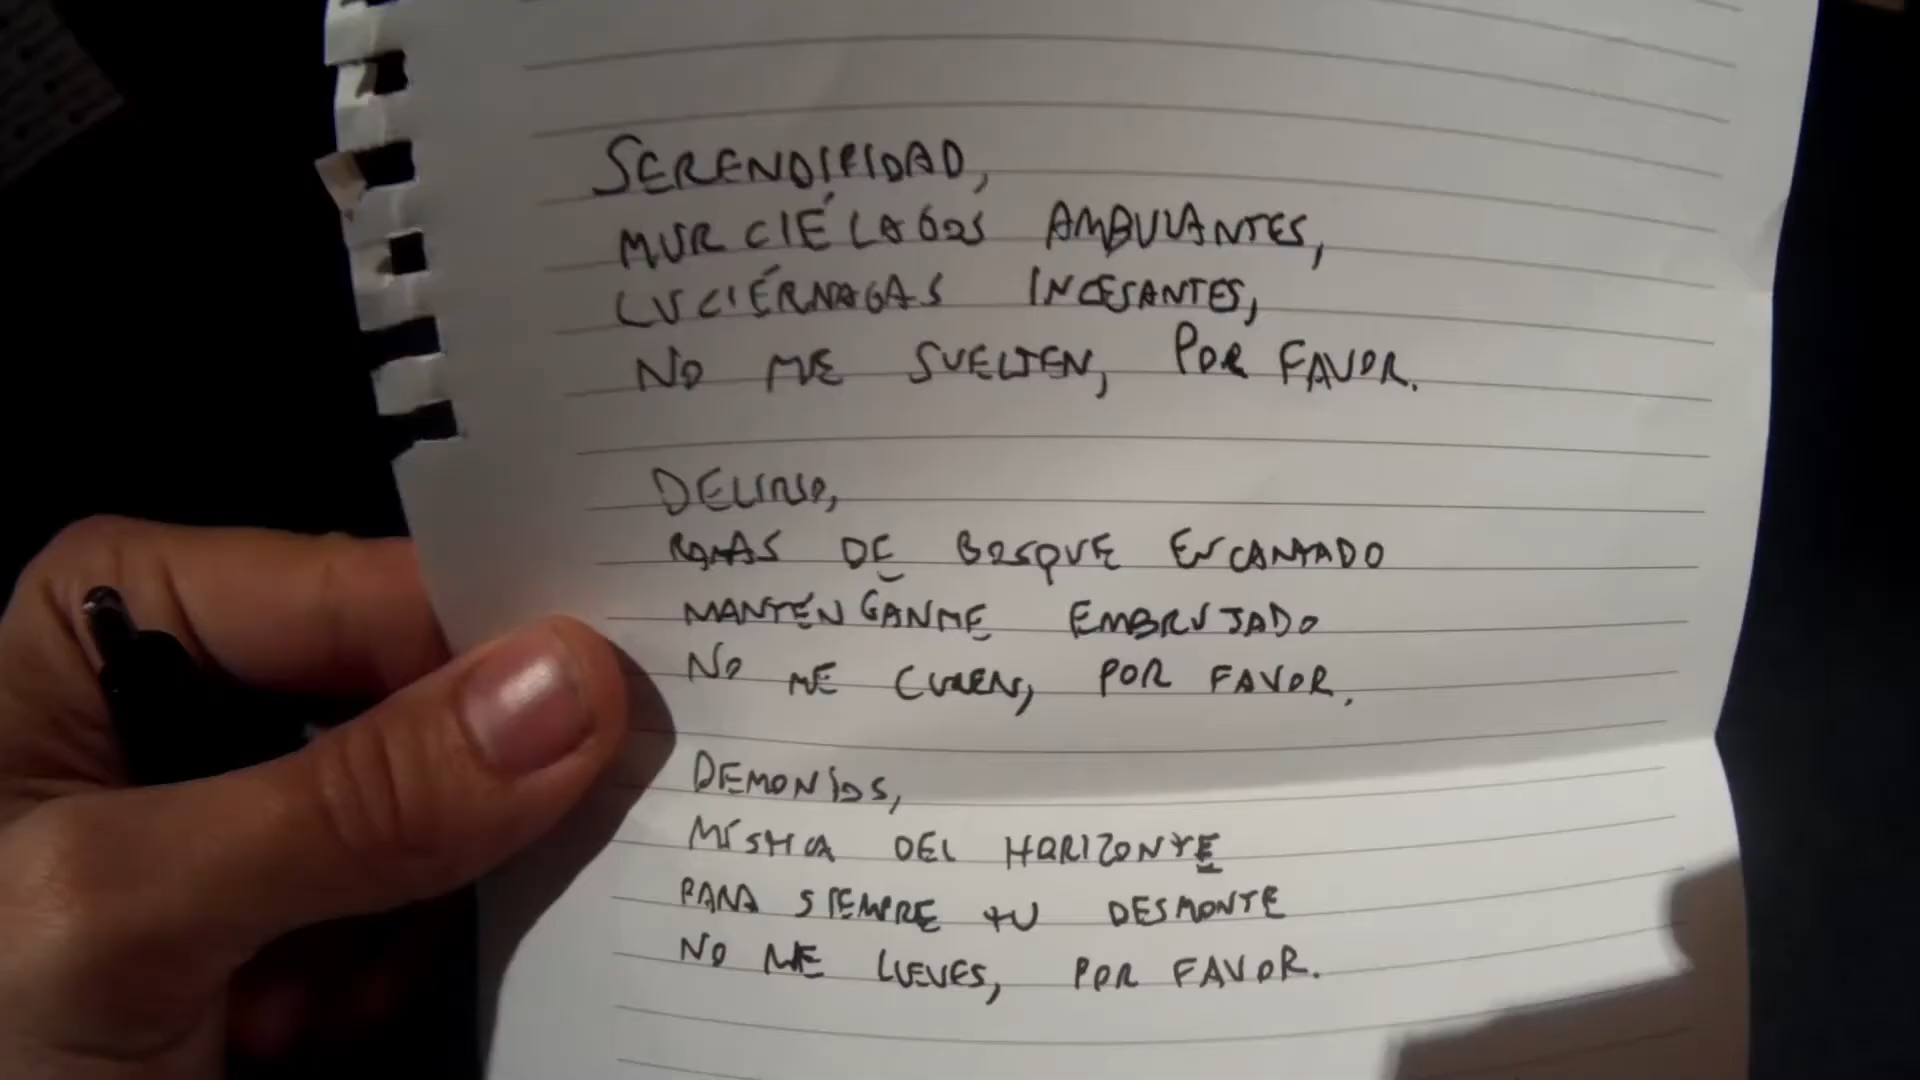 SERENDIPIDAD,
MURCIÉLAGOS AMBULANTES,
LUCIÉRNAGAS INCESANTES,
NO ME SUELTEN, POR FAVOR.
DELIRIO,
RANAS DE BOSQUE ENCANTADO
MANTÉNGANME EMBRUJADO
NO ME CUREN, POR FAVOR.
DEMONIOS,
MÍSTICA DEL HORIZONTE
PARA SIEMPRE TU DESMONTE
NO ME LLEVES, POR FAVOR.